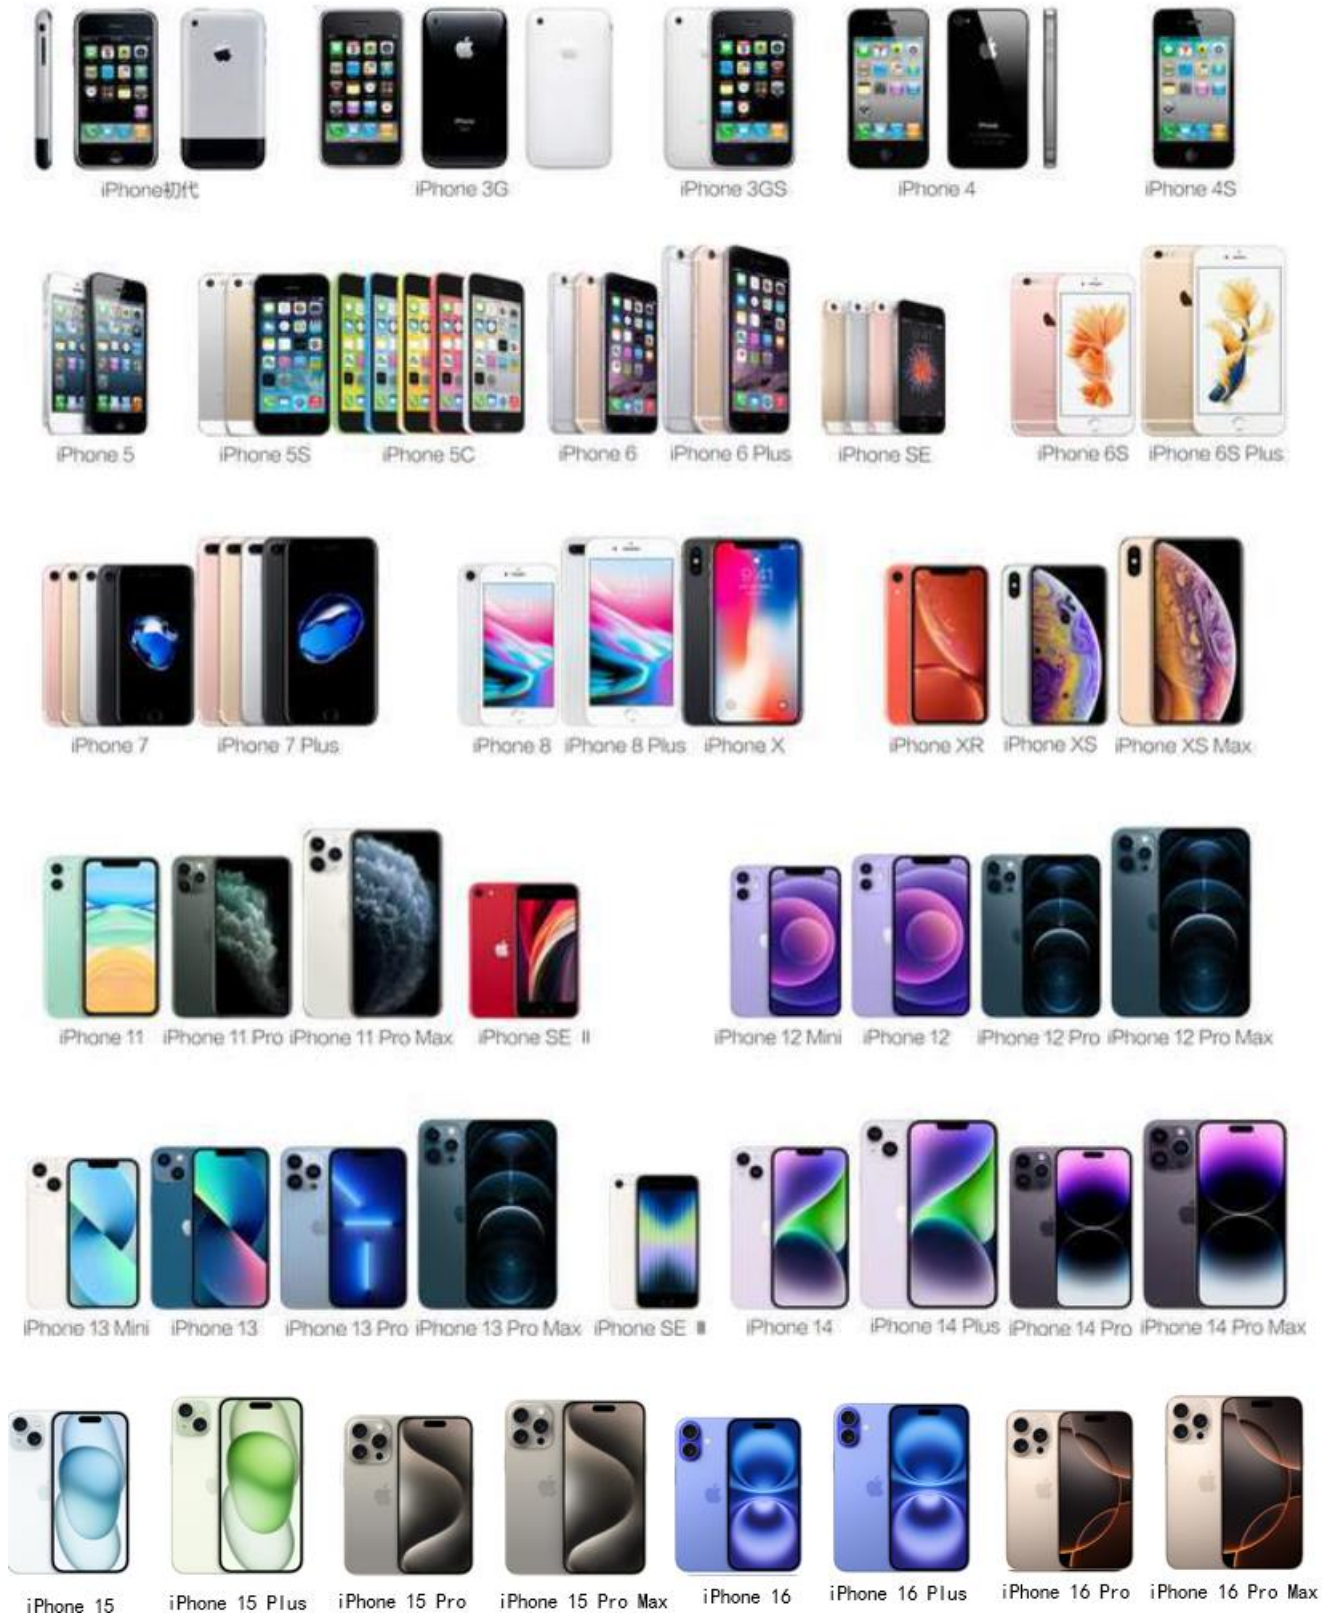 iPhone初代
iPhone 3G
iPhone 3GS
iPhone 4
iPhone 4S
iPhone 5
iPhone 5S
iPhone 5C
iPhone 6
iPhone 6 Plus
iPhone SE
iPhone 6S
iPhone 6S Plus
iPhone 7
iPhone 7 Plus
iPhone 8
iPhone 8 Plus
iPhone X
iPhone XR
iPhone XS
iPhone XS Max
iPhone 11
iPhone 11 Pro
iPhone 11 Pro Max
iPhone SE II
iPhone 12 Mini
iPhone 12
iPhone 12 Pro
iPhone 12 Pro Max
iPhone 13 Mini
iPhone 13
iPhone 13 Pro
iPhone 13 Pro Max
iPhone SE III
iPhone 14
iPhone 14 Plus
iPhone 14 Pro
iPhone 14 Pro Max
iPhone 15
iPhone 15 Plus
iPhone 15 Pro
iPhone 15 Pro Max
iPhone 16
iPhone 16 Plus
iPhone 16 Pro
iPhone 16 Pro Max